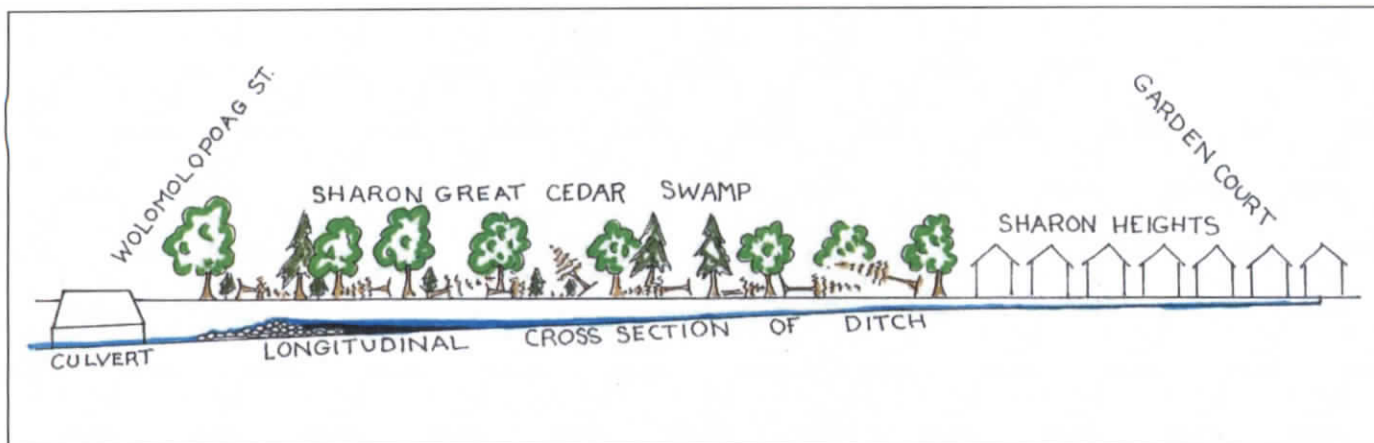 WOLOMOLOPOAG ST.
GARDEN COURT
SHARON GREAT CEDAR SWAMP
SHARON HEIGHTS
CULVERT
LONGITUDINAL CROSS SECTION OF DITCH